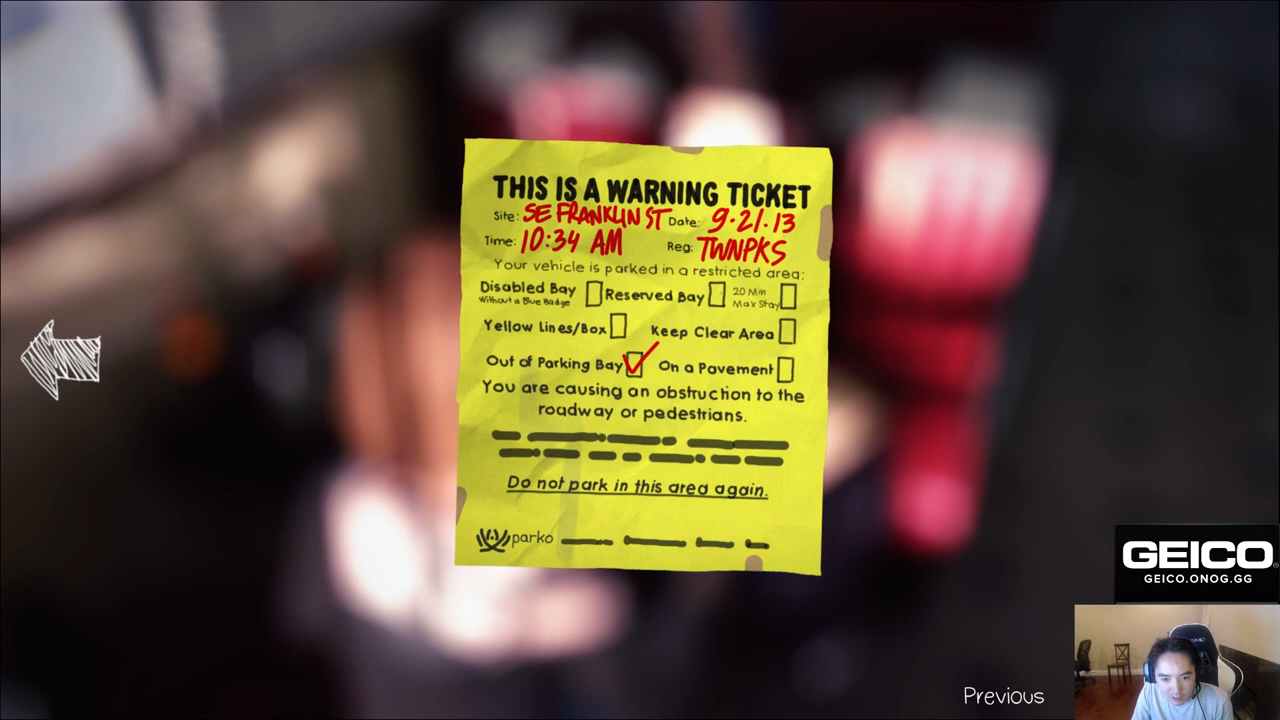 THIS IS A WARNING TICKET
Site: SE FRANKLIN ST Date: 9.21.13
Time: 10:34 AM Reg: TWNPKS
Your vehicle is parked in a restricted area:
Disabled Bay
Without a Blue Badge
Reserved Bay
20 Min
Max Stay
Yellow Lines/Box Keep Clear Area
Out of Parking Bay On a Pavement
You are causing an obstruction to the
roadway or pedestrians.
Do not park in this area again.
parko
GEICO
GEICO.ONOG.GG
Previous